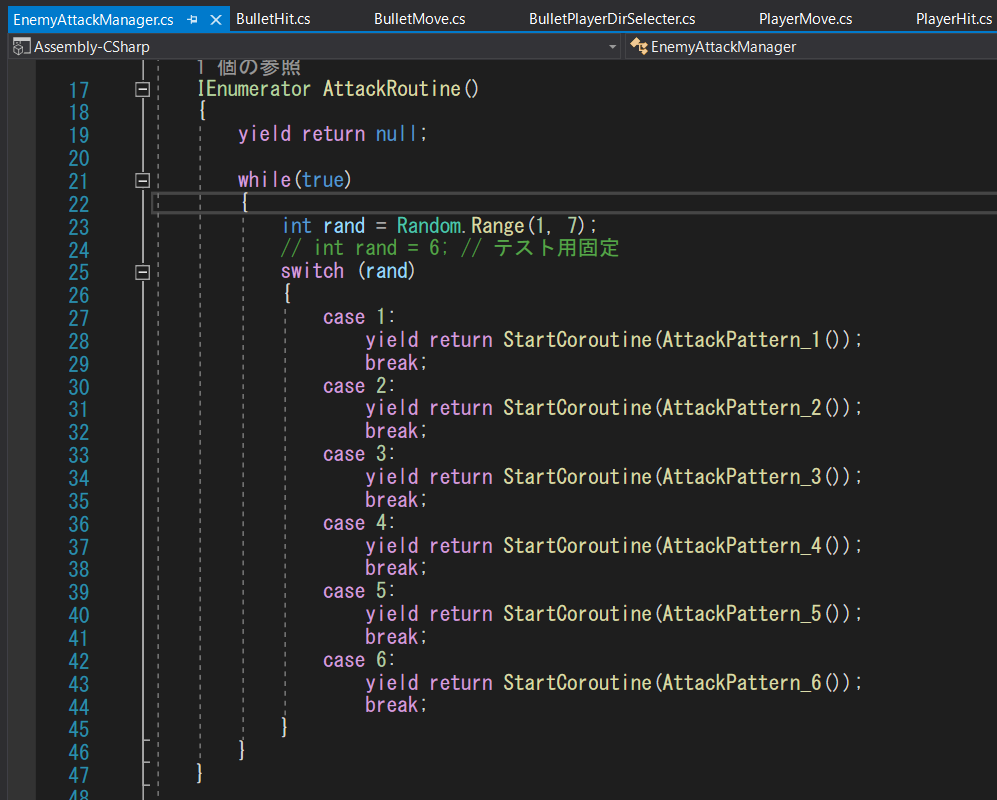 EnemyAttackManager.cs BulletHit.cs BulletMove.cs BulletPlayerDirSelecter.cs PlayerMove.cs PlayerHit.cs
Assembly-CSharp EnemyAttackManager
1 個の参照
17 IEnumerator AttackRoutine()
18 {
19 yield return null;
20
21 while(true)
22 {
23 int rand = Random.Range(1, 7);
24 // int rand = 6; // テスト用固定
25 switch (rand)
26 {
27 case 1:
28 yield return StartCoroutine(AttackPattern_1());
29 break;
30 case 2:
31 yield return StartCoroutine(AttackPattern_2());
32 break;
33 case 3:
34 yield return StartCoroutine(AttackPattern_3());
35 break;
36 case 4:
37 yield return StartCoroutine(AttackPattern_4());
38 break;
39 case 5:
40 yield return StartCoroutine(AttackPattern_5());
41 break;
42 case 6:
43 yield return StartCoroutine(AttackPattern_6());
44 break;
45 }
46 }
47 }
48